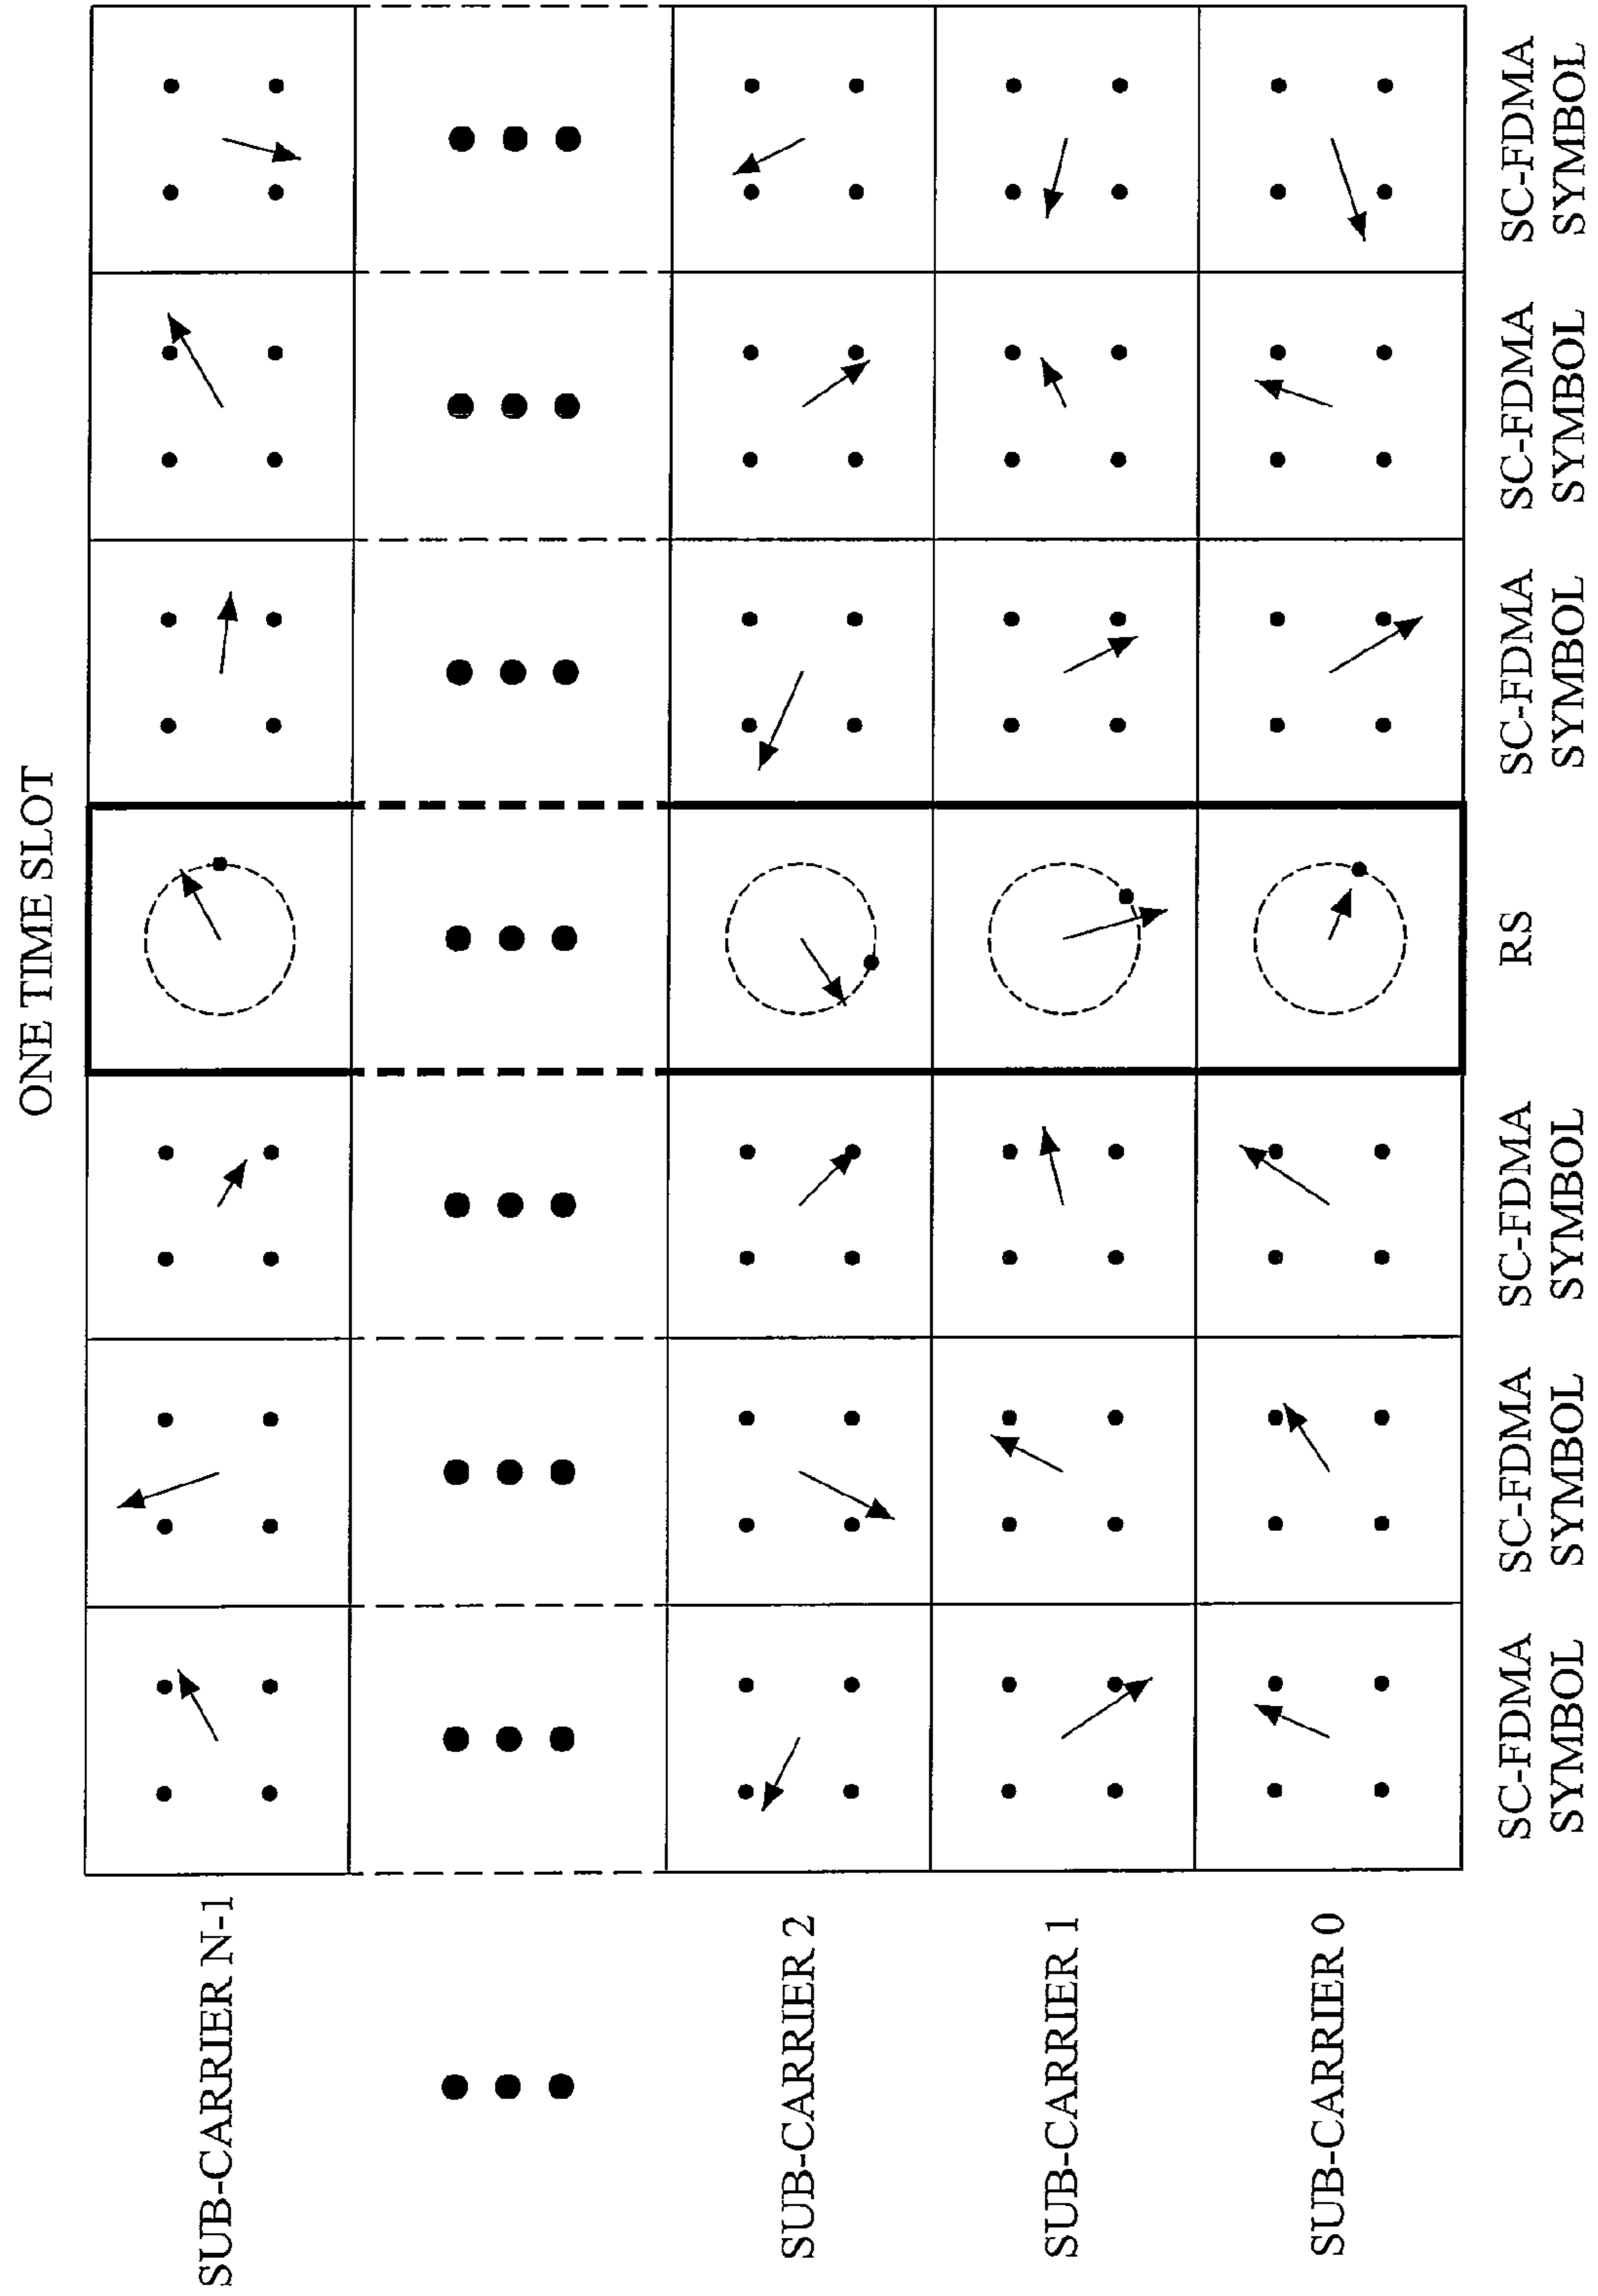 ONE TIME SLOT
SUB-CARRIER N-1
SUB-CARRIER 2
SUB-CARRIER 1
SUB-CARRIER 0
SC-FDMA
SYMBOL
SC-FDMA
SYMBOL
SC-FDMA
SYMBOL
RS
SC-FDMA
SYMBOL
SC-FDMA
SYMBOL
SC-FDMA
SYMBOL